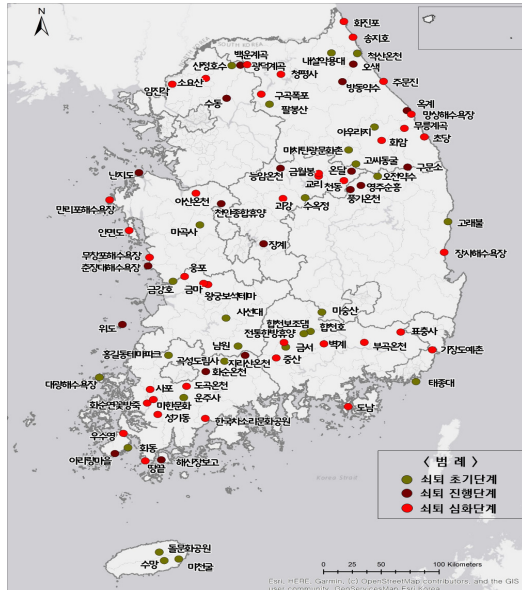 N
화진포
송지호
SOUTH KOREA
백운계곡
내설악용대
척산온천
산정호수
광덕계곡
오색
청평사
소요산
임진각
방동약수
주문진
구곡폭포
수동
팔봉산
옥계
망상해수욕장
아우라지
무릉계곡
초당
화암
미차탄광문화촌
고씨동굴
난지도
능암온천
금월봉
온달
구문소
교리
오전약수
천동
영주순흥
아산온천
만리포해수욕장
과강
수옥정
풍기온천
천안종합휴양
고래불
안면도
마곡사
장계
장사해수욕장
무창포해수욕장
춘장대해수욕장
웅포
금강호
금마
왕궁보석테마
사선대
마숭산
위도
합천보조댐
합천호
표충사
전통한방휴양
홍길동테마파크
남원
금서
벽계
부곡온천
기장도예촌
곡성도림사
지리산온천
중산
대광해수욕장
화순온천
태종대
사포
도곡온천
화순연꽃방죽
마한문화
운주사
도남
성기동
한국차소리문화공원
우수영
화동
아리랑마을
땅끝
해신장보고
Korea Strait
< 범 례 >
쇠퇴 초기단계
쇠퇴 진행단계
쇠퇴 심화단계
돌문화공원
수망
미천굴
0 25 50 100 Kilometers
Esri, HERE, Garmin, (c) OpenStreetMap contributors, and the GIS
user community, GenServicesMap Esri Korea